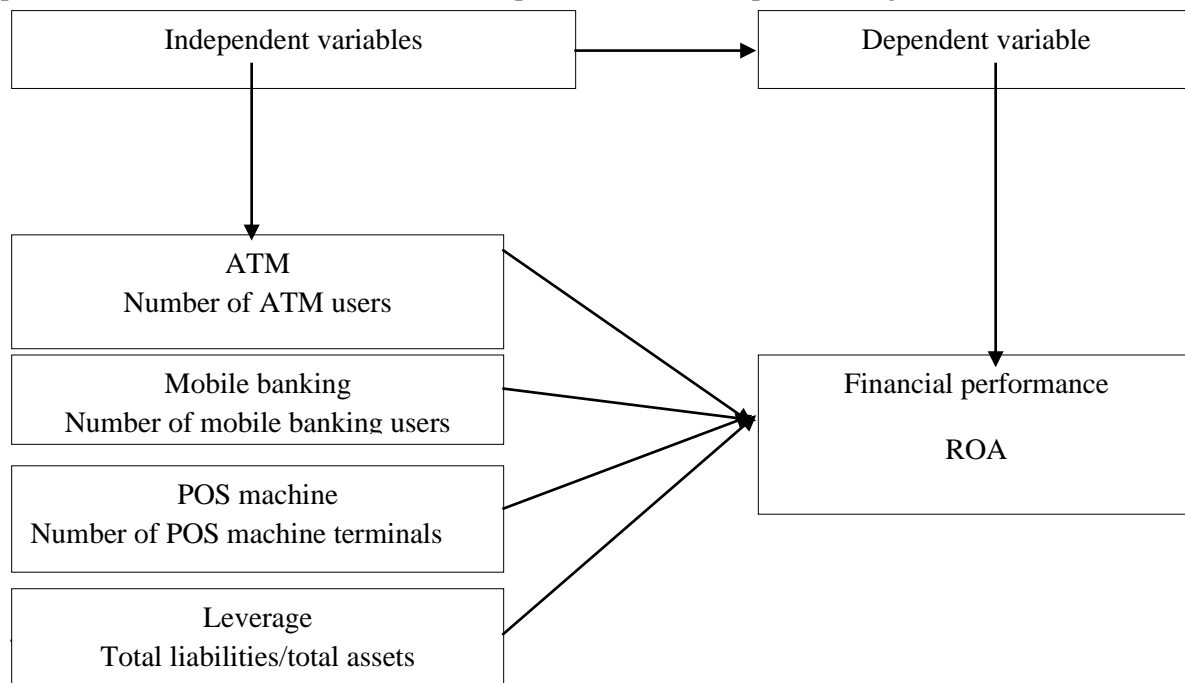 Independent variables
Dependent variable
ATM
Number of ATM users
Mobile banking
Number of mobile banking users
POS machine
Number of POS machine terminals
Leverage
Total liabilities/total assets
Financial performance
ROA